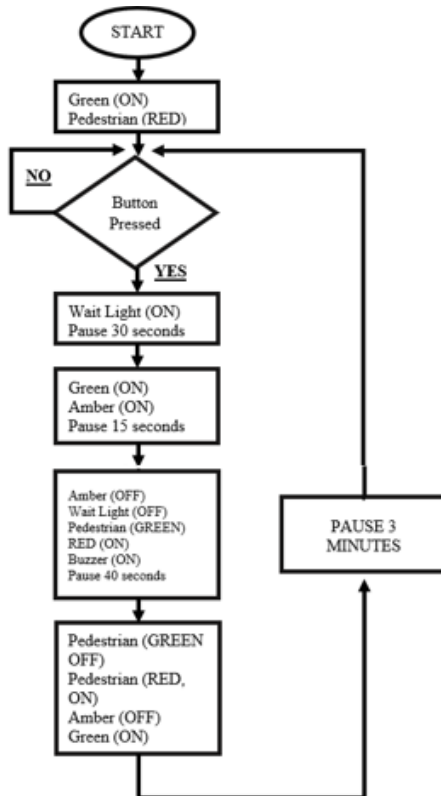 START
Green (ON)
Pedestrian (RED)
NO
Button
Pressed
YES
Wait Light (ON)
Pause 30 seconds
Green (ON)
Amber (ON)
Pause 15 seconds
Amber (OFF)
Wait Light (OFF)
Pedestrian (GREEN)
RED (ON)
Buzzer (ON)
Pause 40 seconds
PAUSE 3
MINUTES
Pedestrian (GREEN
OFF)
Pedestrian (RED,
ON)
Amber (OFF)
Green (ON)